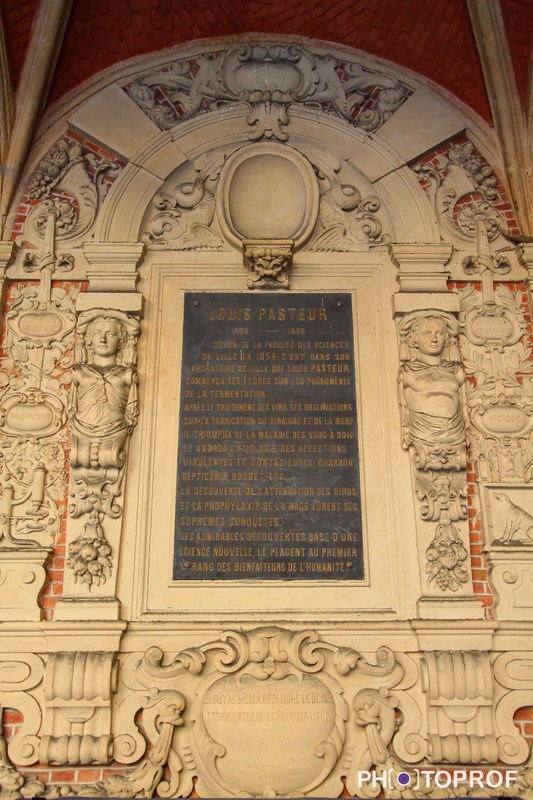 LOUIS PASTEUR
1822 — 1895
DOYEN DE LA FACULTÉ DES SCIENCES
DE LILLE EN 1854. C'EST DANS SON
LABORATOIRE DE LILLE QUE LOUIS PASTEUR
COMMENÇA SES ÉTUDES SUR LES PHÉNOMÈNES
DE LA FERMENTATION.
APRÈS LE TRAITEMENT DES VINS, SES OBSERVATIONS
SUR LA FABRICATION DU VINAIGRE ET DE LA BIÈRE
IL TRIOMPHA DE LA MALADIE DES VERS À SOIE
ET ABORDA DES AFFECTIONS
VIRULENTES ET CONTAGIEUSES, CHARBON,
SEPTICÉMIE, ROUGET, ETC.
LA DÉCOUVERTE DE L'ATTÉNUATION DES VIRUS
ET LA PROPHYLAXIE DE LA RAGE FURENT SES
SUPRÊMES CONQUÊTES.
SES ADMIRABLES DÉCOUVERTES, BASE D'UNE
SCIENCE NOUVELLE, LE PLACENT AU PREMIER
RANG DES BIENFAITEURS DE L'HUMANITÉ.
PH[O]TOPROF